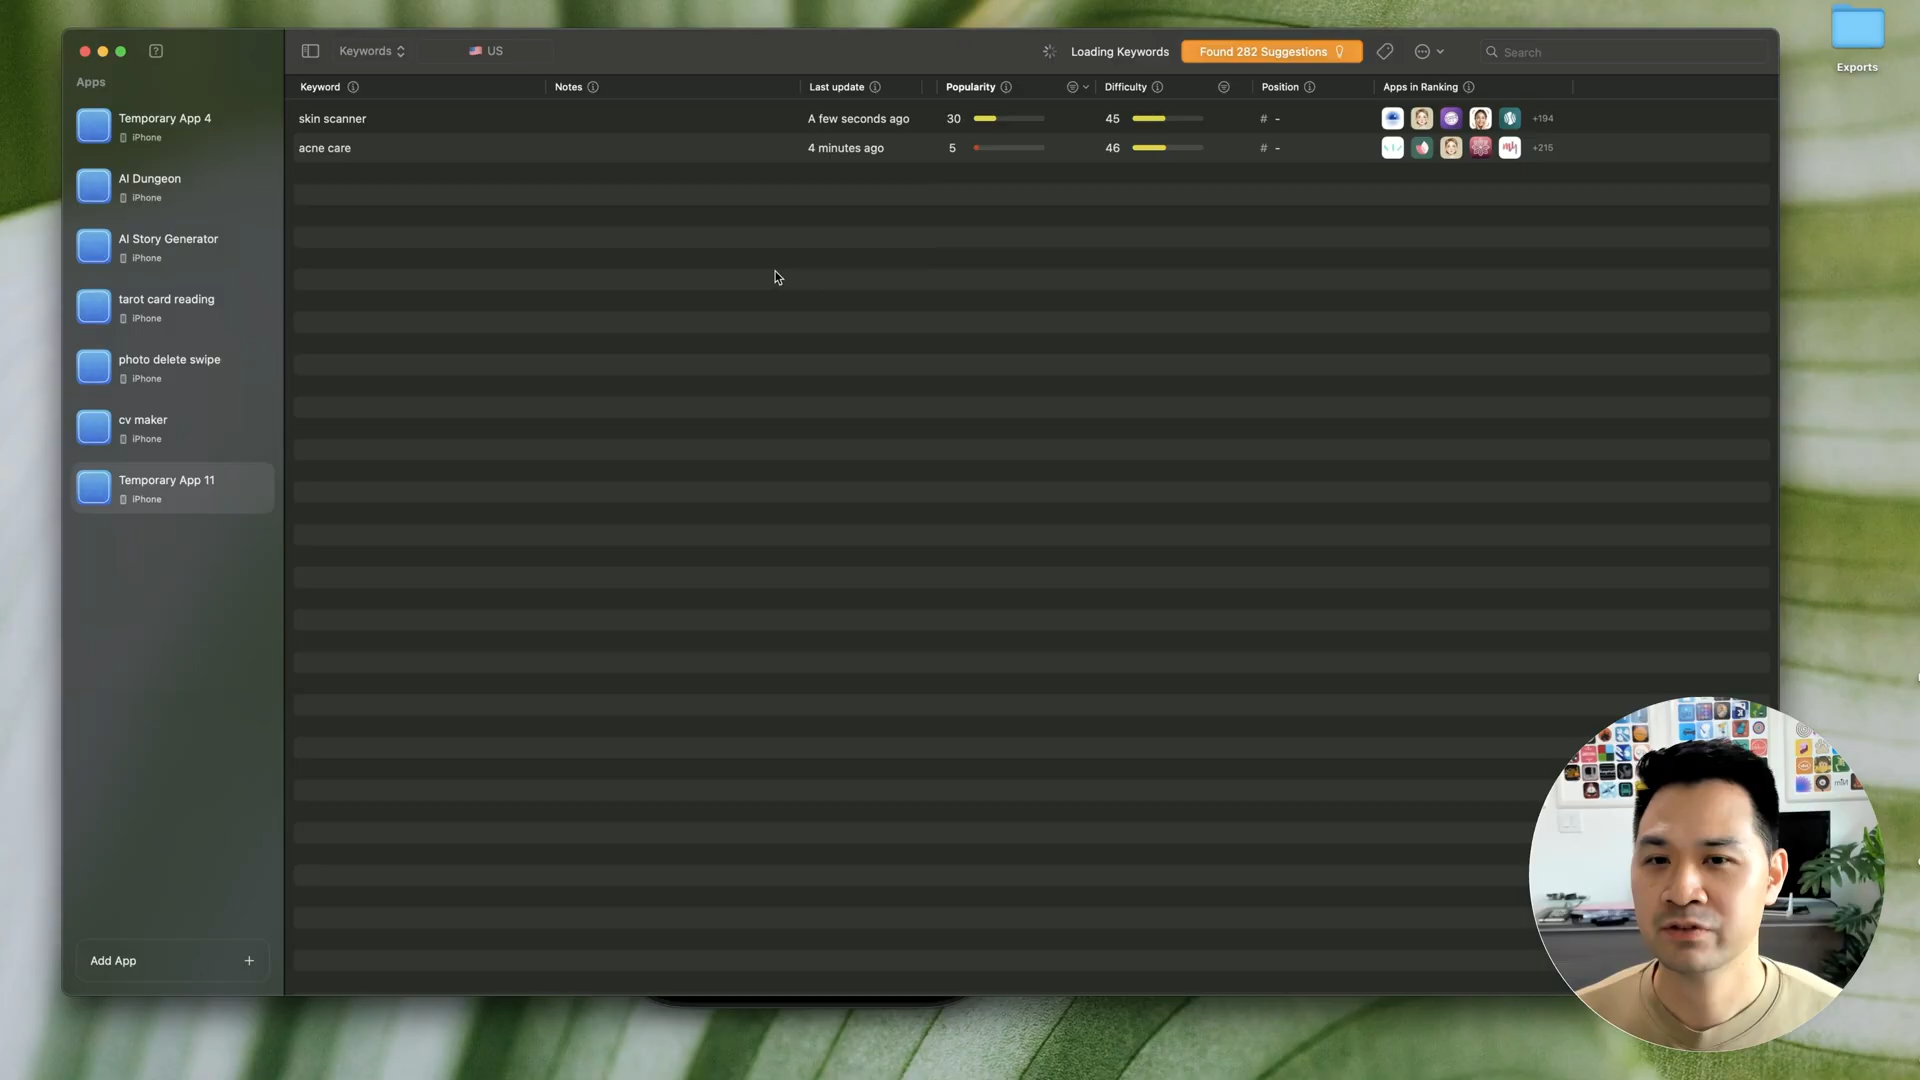 Keywords
US
Loading Keywords
Found 282 Suggestions
Search
Exports
Apps
Keyword
Notes
Last update
Popularity
Difficulty
Position
Apps in Ranking
skin scanner
A few seconds ago
30
45
# -
+194
acne care
4 minutes ago
5
46
# -
+215
Temporary App 4
iPhone
AI Dungeon
iPhone
AI Story Generator
iPhone
tarot card reading
iPhone
photo delete swipe
iPhone
cv maker
iPhone
Temporary App 11
iPhone
Add App